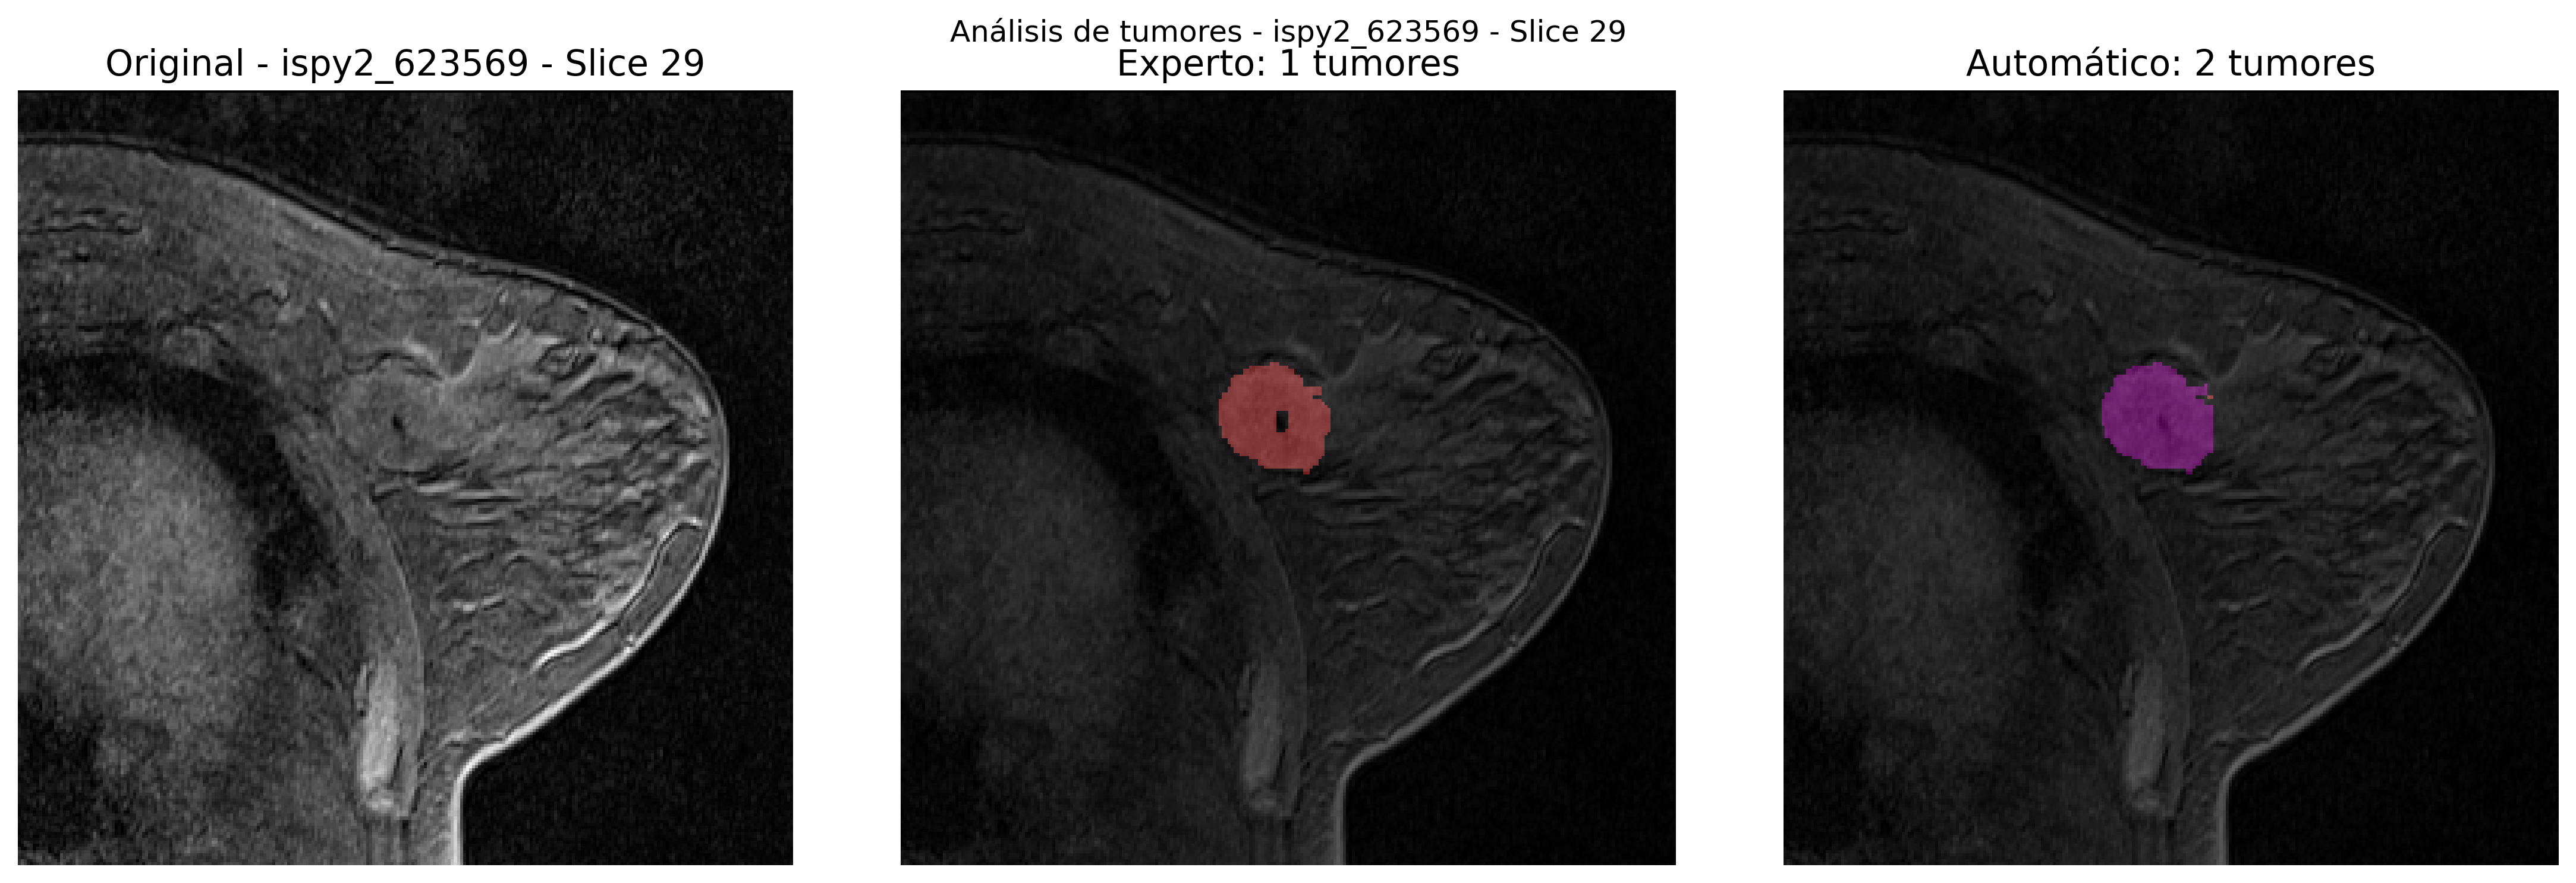 Análisis de tumores - ispy2_623569 - Slice 29
Original - ispy2_623569 - Slice 29
Experto: 1 tumores
Automático: 2 tumores